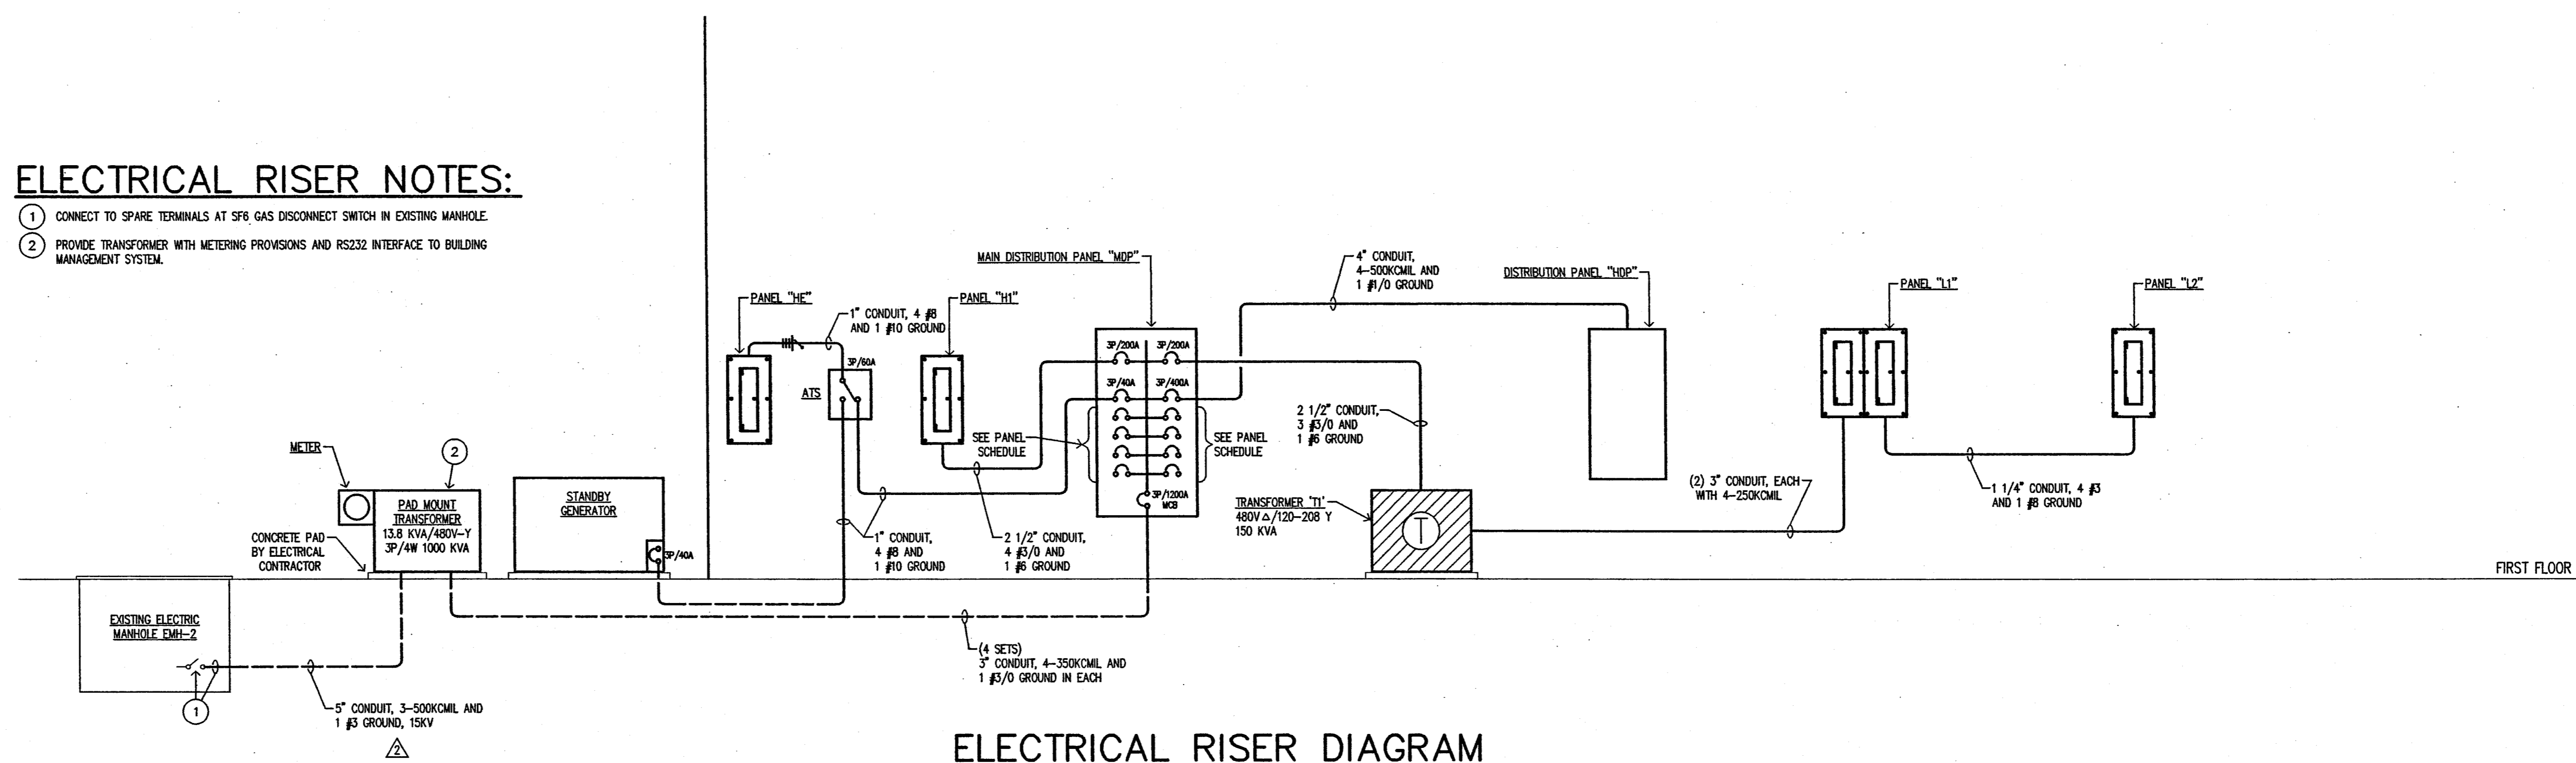 ELECTRICAL RISER NOTES:
1 CONNECT TO SPARE TERMINALS AT SF6 GAS DISCONNECT SWITCH IN EXISTING MANHOLE.
2 PROVIDE TRANSFORMER WITH METERING PROVISIONS AND RS232 INTERFACE TO BUILDING
MANAGEMENT SYSTEM.
METER
2
PAD MOUNT
TRANSFORMER
13.8 KVA/480V-Y
3P/4W 1000 KVA
CONCRETE PAD
BY ELECTRICAL
CONTRACTOR
STANDBY
GENERATOR
3P/40A
EXISTING ELECTRIC
MANHOLE EMH-2
1
5" CONDUIT, 3-500KCMIL AND
1 #3 GROUND, 15KV
2
PANEL "HE"
1" CONDUIT, 4 #8
AND 1 #10 GROUND
3P/60A
ATS
PANEL "H1"
1" CONDUIT,
4 #8 AND
1 #10 GROUND
2 1/2" CONDUIT,
4 #3/0 AND
1 #6 GROUND
MAIN DISTRIBUTION PANEL "MDP"
3P/200A
3P/200A
3P/40A
3P/400A
SEE PANEL
SCHEDULE
SEE PANEL
SCHEDULE
3P/1200A
MCB
(4 SETS)
3" CONDUIT, 4-350KCMIL AND
1 #3/0 GROUND IN EACH
4" CONDUIT,
4-500KCMIL AND
1 #1/0 GROUND
2 1/2" CONDUIT,
3 #3/0 AND
1 #6 GROUND
TRANSFORMER 'T1'
480V Δ/120-208 Y
150 KVA
T
DISTRIBUTION PANEL "HDP"
(2) 3" CONDUIT, EACH
WITH 4-250KCMIL
PANEL "L1"
PANEL "L2"
1 1/4" CONDUIT, 4 #3
AND 1 #8 GROUND
FIRST FLOOR
ELECTRICAL RISER DIAGRAM